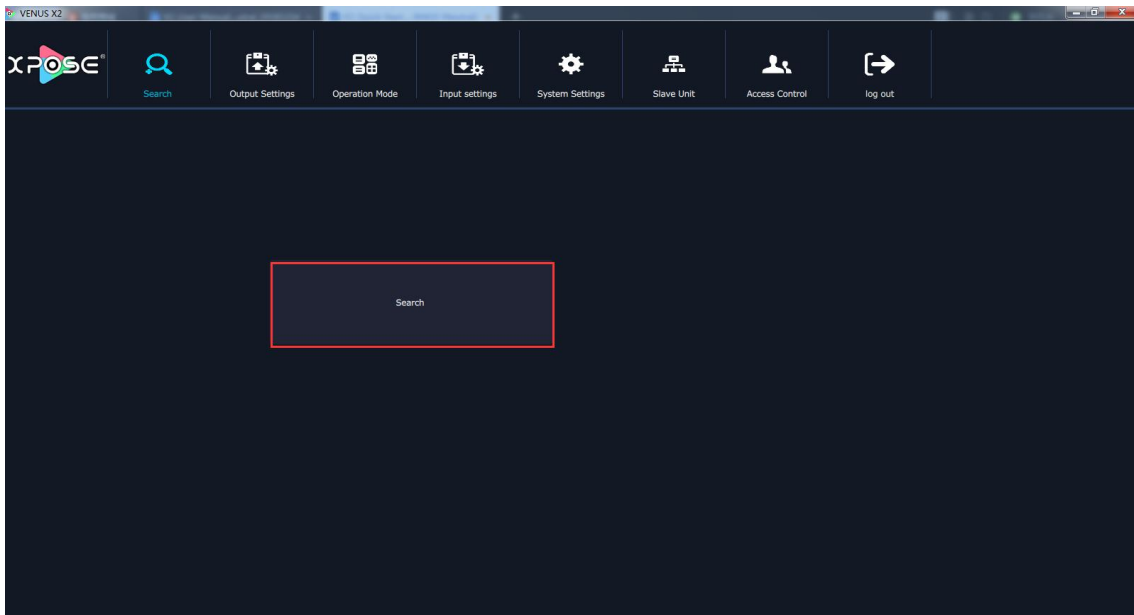 VENUS X2
XPOSE®
Search
Output Settings
Operation Mode
Input settings
System Settings
Slave Unit
Access Control
log out
Search